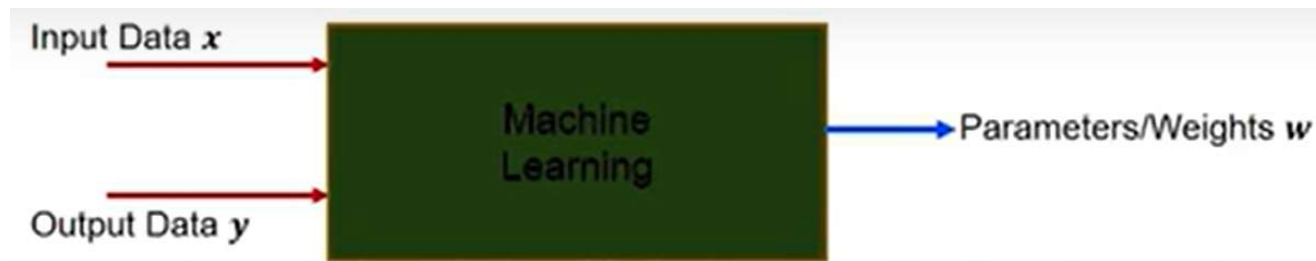 Input Data x
Machine
Learning
Parameters/Weights w
Output Data y